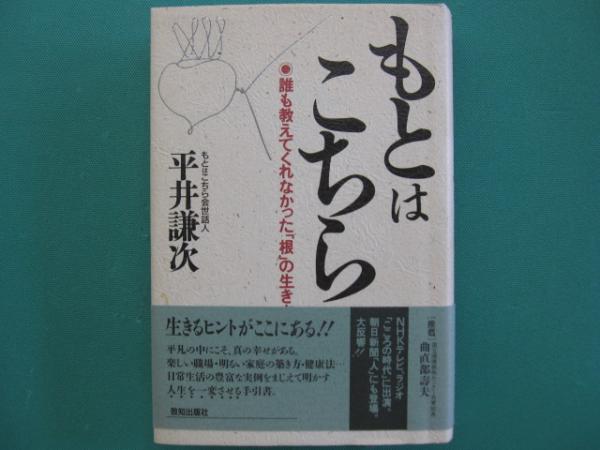 もとは
こちら
●誰も教えてくれなかった「根」の生き
もとはこちら会世話人
平井謙次
生きるヒントがここにある!!
平凡の中にこそ、真の幸せがある。
楽しい職場・明るい家庭の築き方・健康法…
日常生活の豊富な実例をまじえて明かす
人生を一変させる手引書。
致知出版社
NHKテレビ、ラジオ
「こころの時代」に出演。
朝日新聞「人」にも登場。
大反響!!
推薦
曲直部壽夫